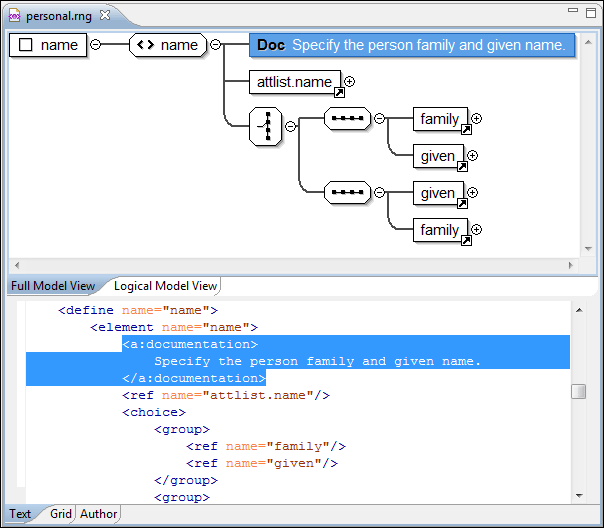 personal.rng
name name Doc Specify the person family and given name.
attlist.name
family
given
given
family
Full Model View Logical Model View
<define name="name">
<element name="name">
<a:documentation>
Specify the person family and given name.
</a:documentation>
<ref name="attlist.name"/>
<choice>
<group>
<ref name="family"/>
<ref name="given"/>
</group>
<group>
Text Grid Author